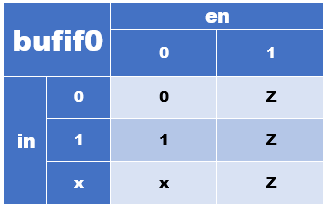 bufif0 en
0 1
in 0 0 Z
1 1 Z
x x Z